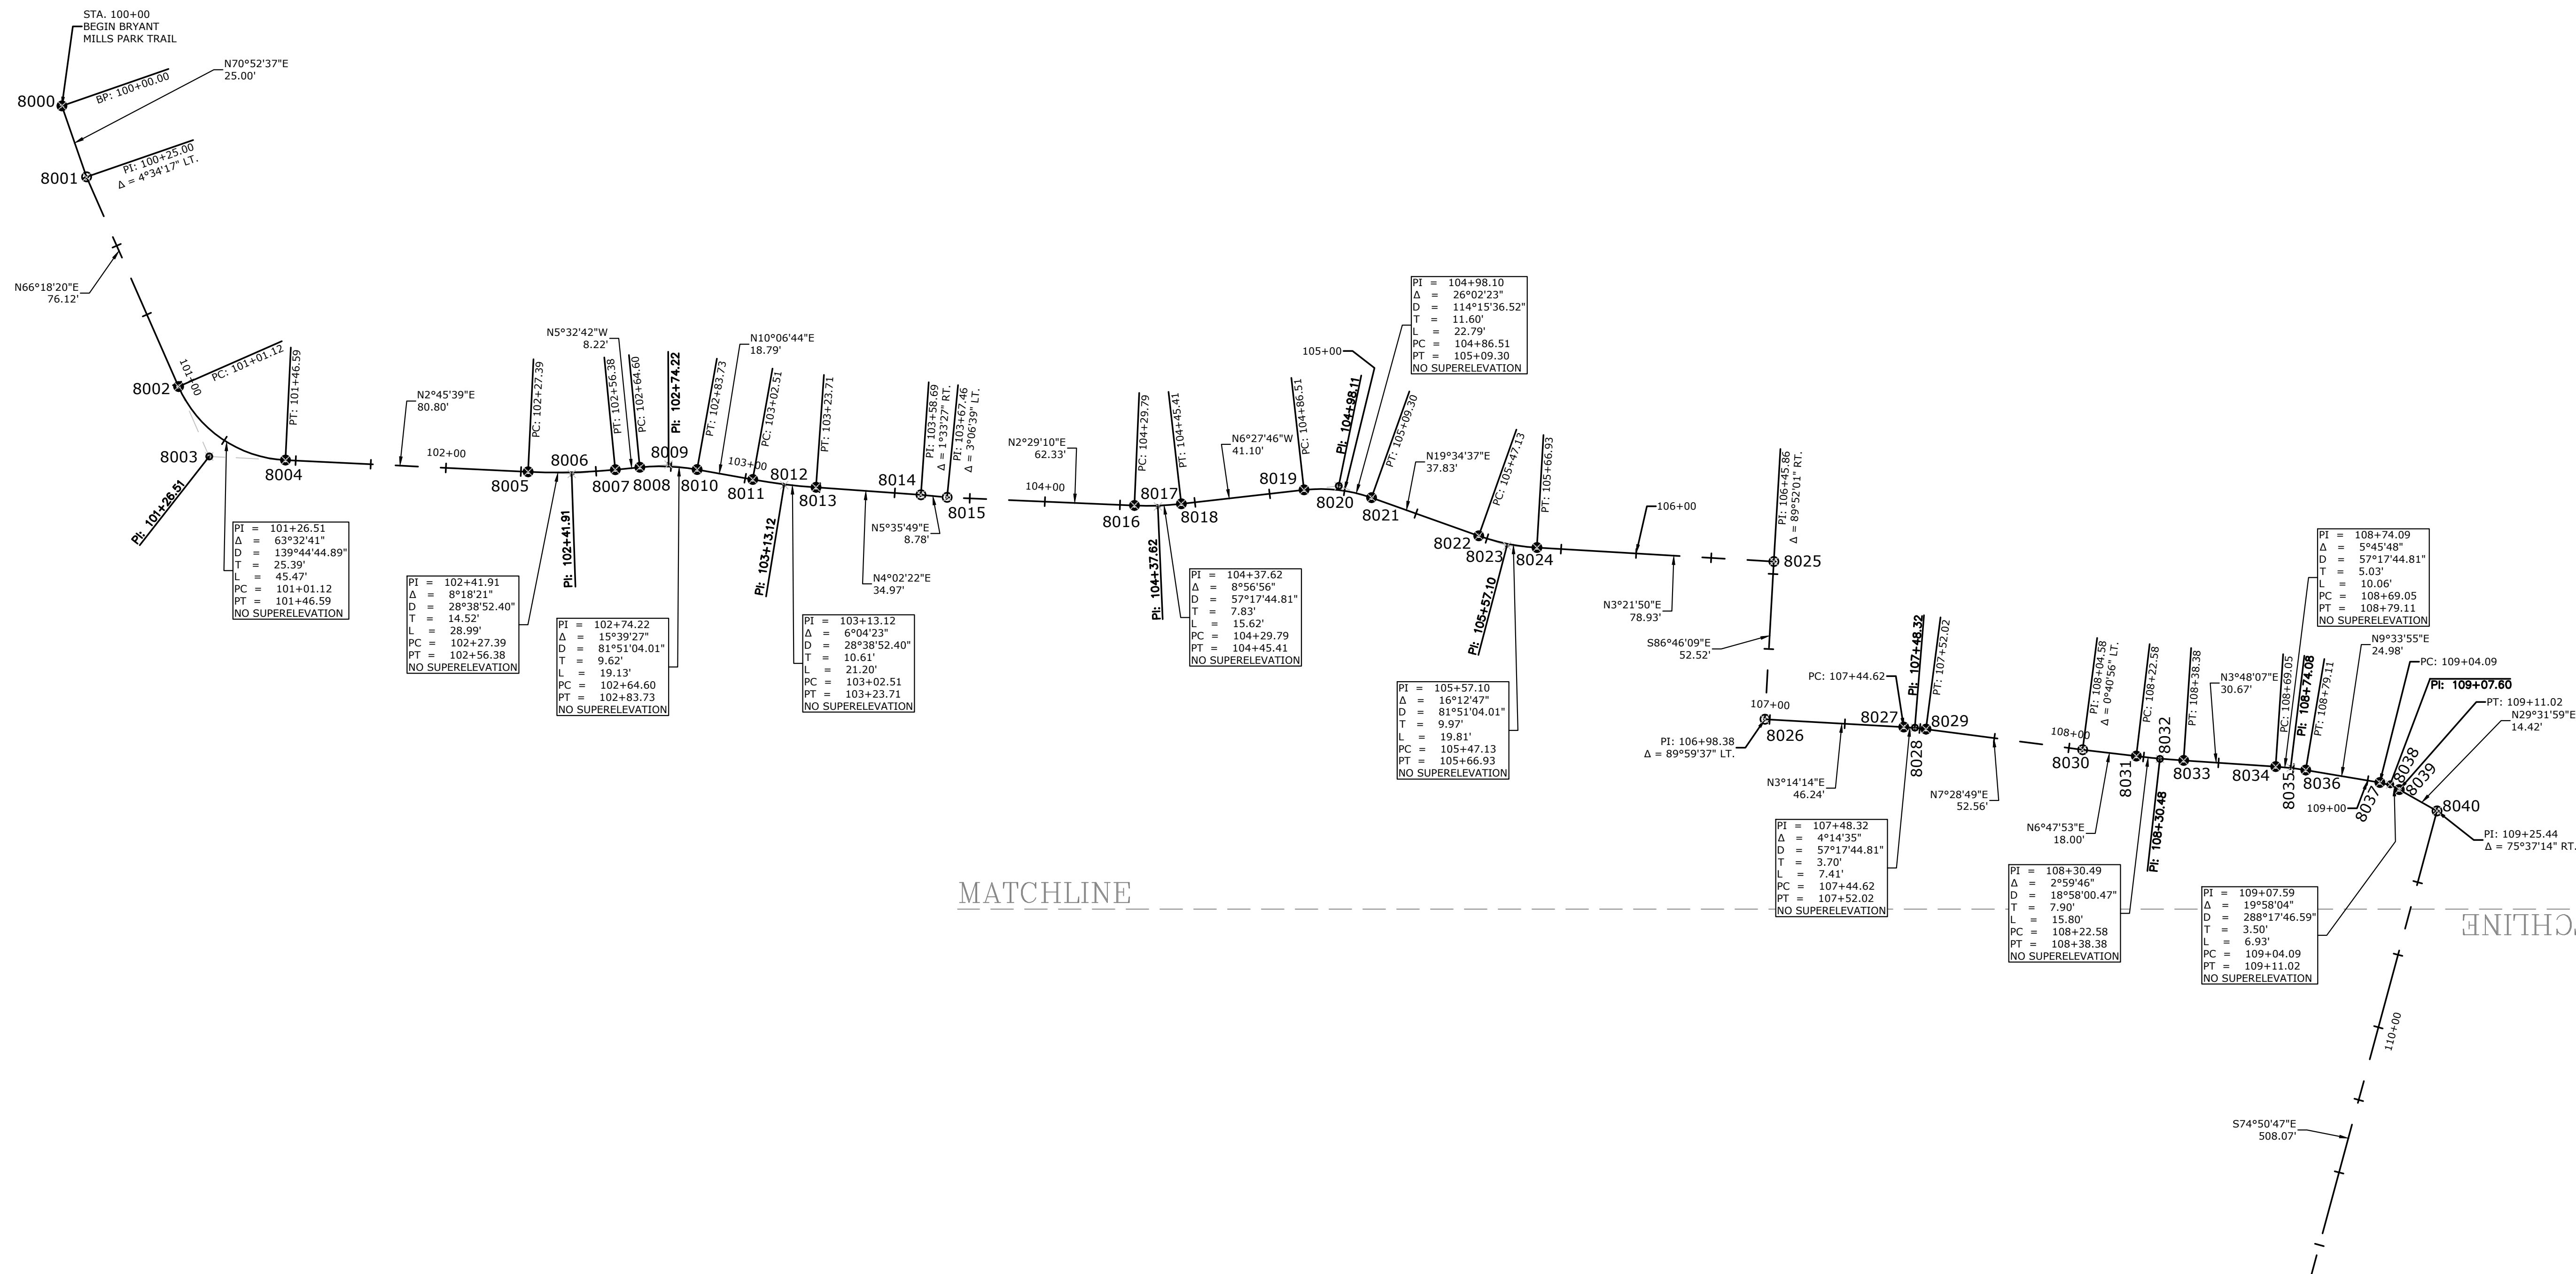 STA. 100+00
BEGIN BRYANT
MILLS PARK TRAIL
N70°52'37"E
25.00'
8000
BP: 100+00.00
8001
PI: 100+25.00
Δ = 4°34'17" LT.
N66°18'20"E
76.12'
8002
101+00
PC: 101+01.12
8003
PI: 101+26.51
PT: 101+46.59
8004
PI = 101+26.51
Δ = 63°32'41"
D = 139°44'44.89"
T = 25.39'
L = 45.47'
PC = 101+01.12
PT = 101+46.59
NO SUPERELEVATION
N2°45'39"E
80.80'
102+00
PC: 102+27.39
8005
8006
PI: 102+41.91
PI = 102+41.91
Δ = 8°18'21"
D = 28°38'52.40"
T = 14.52'
L = 28.99'
PC = 102+27.39
PT = 102+56.38
NO SUPERELEVATION
N5°32'42"W
8.22'
PT: 102+56.38
8007
PC: 102+64.60
8008
8009
PI: 102+74.22
PT: 102+83.73
8010
PI = 102+74.22
Δ = 15°39'27"
D = 81°51'04.01"
T = 9.62'
L = 19.13'
PC = 102+64.60
PT = 102+83.73
NO SUPERELEVATION
N10°06'44"E
18.79'
103+00
PC: 103+02.51
8011
8012
PI: 103+13.12
PT: 103+23.71
8013
PI = 103+13.12
Δ = 6°04'23"
D = 28°38'52.40"
T = 10.61'
L = 21.20'
PC = 103+02.51
PT = 103+23.71
NO SUPERELEVATION
N4°02'22"E
34.97'
8014
PI: 103+58.69
Δ = 1°33'27" RT.
N5°35'49"E
8.78'
PI: 103+67.46
Δ = 3°06'39" LT.
8015
104+00
N2°29'10"E
62.33'
PC: 104+29.79
8016
8017
PI: 104+37.62
PT: 104+45.41
8018
PI = 104+37.62
Δ = 8°56'56"
D = 57°17'44.81"
T = 7.83'
L = 15.62'
PC = 104+29.79
PT = 104+45.41
NO SUPERELEVATION
N6°27'46"W
41.10'
8019
PC: 104+86.51
105+00
PI: 104+98.11
8020
PT: 105+09.30
8021
PI = 104+98.10
Δ = 26°02'23"
D = 114°15'36.52"
T = 11.60'
L = 22.79'
PC = 104+86.51
PT = 105+09.30
NO SUPERELEVATION
N19°34'37"E
37.83'
PC: 105+47.13
8022
8023
PI: 105+57.10
PT: 105+66.93
8024
PI = 105+57.10
Δ = 16°12'47"
D = 81°51'04.01"
T = 9.97'
L = 19.81'
PC = 105+47.13
PT = 105+66.93
NO SUPERELEVATION
106+00
N3°21'50"E
78.93'
PI: 106+45.86
Δ = 89°52'01" RT.
8025
S86°46'09"E
52.52'
107+00
8026
PI: 106+98.38
Δ = 89°59'37" LT.
N3°14'14"E
46.24'
PC: 107+44.62
8027
PI: 107+48.32
8028
PT: 107+52.02
8029
PI = 107+48.32
Δ = 4°14'35"
D = 57°17'44.81"
T = 3.70'
L = 7.41'
PC = 107+44.62
PT = 107+52.02
NO SUPERELEVATION
N7°28'49"E
52.56'
108+00
8030
PI: 108+04.58
Δ = 0°40'56" LT.
N6°47'53"E
18.00'
PC: 108+22.58
8031
8032
PI: 108+30.48
PT: 108+38.38
8033
PI = 108+30.49
Δ = 2°59'46"
D = 18°58'00.47"
T = 7.90'
L = 15.80'
PC = 108+22.58
PT = 108+38.38
NO SUPERELEVATION
N3°48'07"E
30.67'
PC: 108+69.05
8034
PI: 108+74.08
8035
PT: 108+79.11
8036
PI = 108+74.09
Δ = 5°45'48"
D = 57°17'44.81"
T = 5.03'
L = 10.06'
PC = 108+69.05
PT = 108+79.11
NO SUPERELEVATION
N9°33'55"E
24.98'
109+00
PC: 109+04.09
8037
PI: 109+07.60
8038
PT: 109+11.02
8039
PI = 109+07.59
Δ = 19°58'04"
D = 288°17'46.59"
T = 3.50'
L = 6.93'
PC = 109+04.09
PT = 109+11.02
NO SUPERELEVATION
N29°31'59"E
14.42'
8040
PI: 109+25.44
Δ = 75°37'14" RT.
MATCHLINE
CHLINE
110+00
S74°50'47"E
508.07'